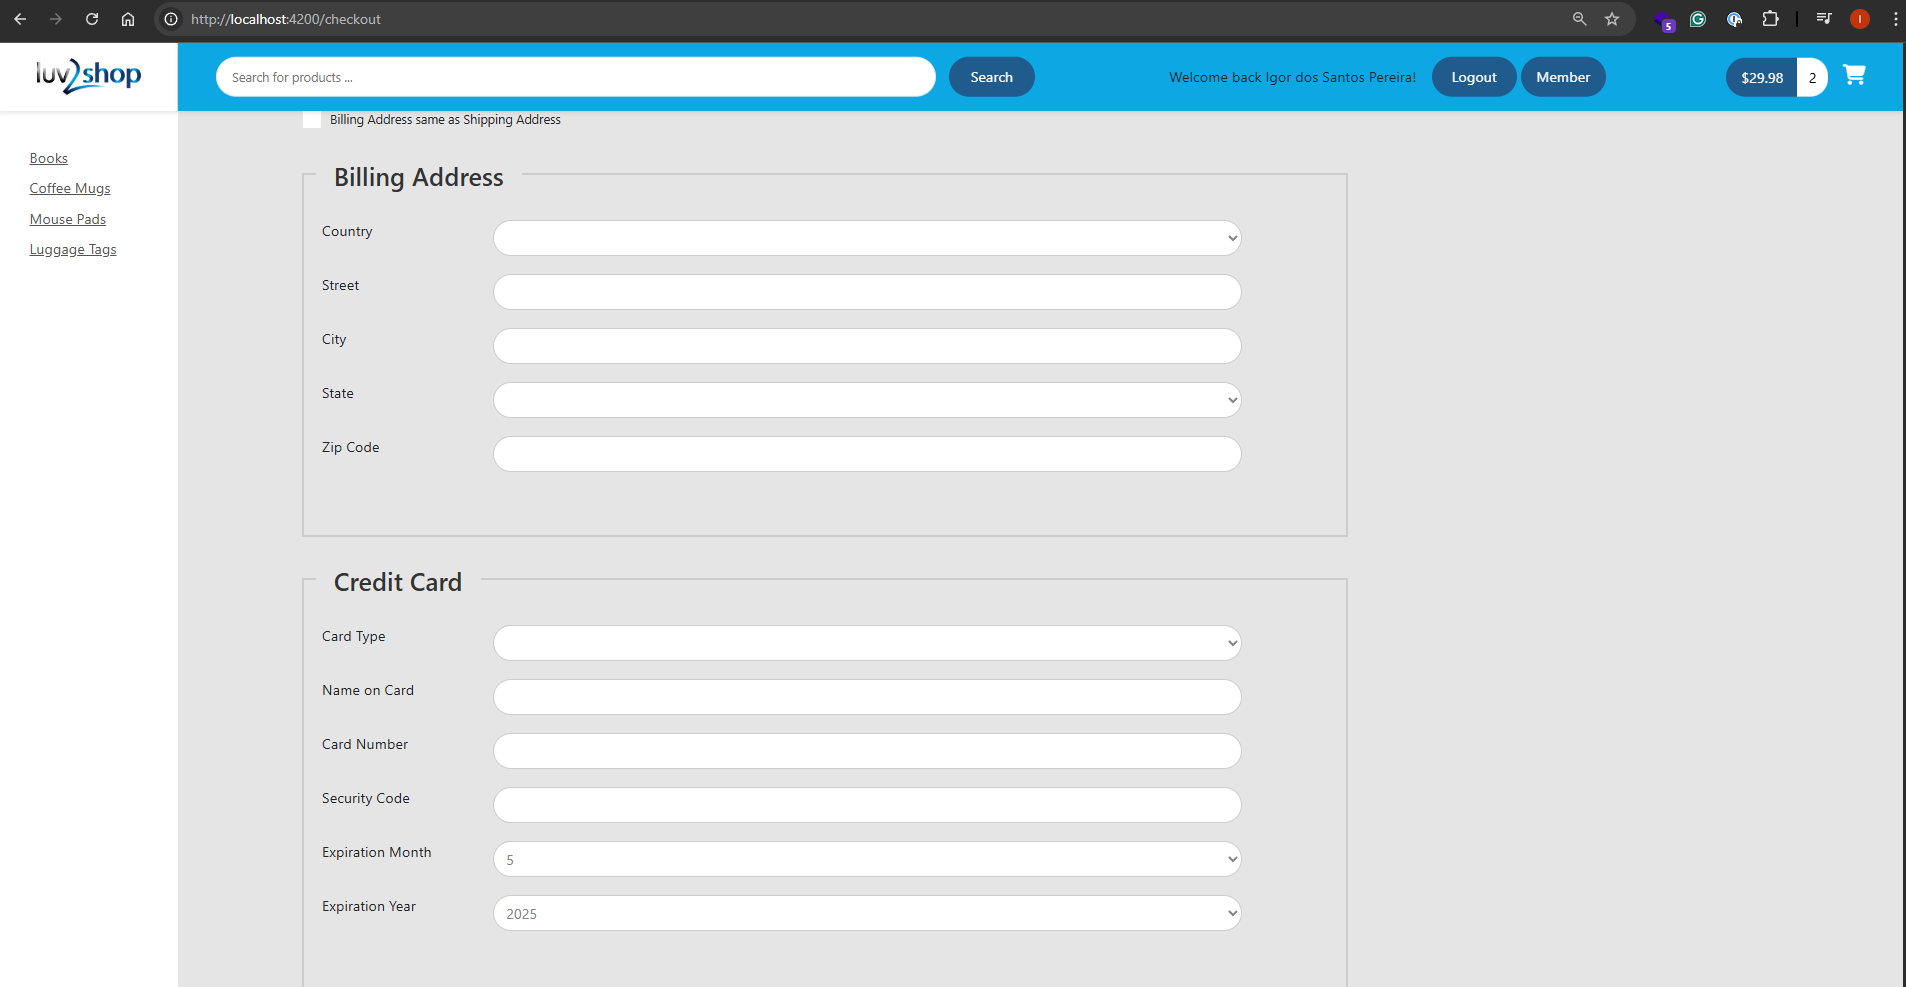 http://localhost:4200/checkout
5
I
luv2shop
Search for products ...
Search
Welcome back Igor dos Santos Pereira!
Logout
Member
$29.98
2
Billing Address same as Shipping Address
Books
Coffee Mugs
Mouse Pads
Luggage Tags
Billing Address
Country
Street
City
State
Zip Code
Credit Card
Card Type
Name on Card
Card Number
Security Code
Expiration Month
5
Expiration Year
2025